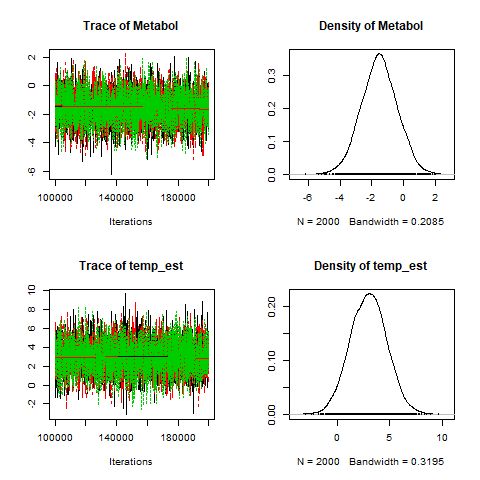 Trace of Metabol
2
0
-2
-4
-6
100000 140000 180000
Iterations
Density of Metabol
0.3
0.2
0.1
0.0
-6 -4 -2 0 2
N = 2000 Bandwidth = 0.2085
Trace of temp_est
10
8
6
4
2
0
-2
100000 140000 180000
Iterations
Density of temp_est
0.20
0.10
0.00
0 5 10
N = 2000 Bandwidth = 0.3195